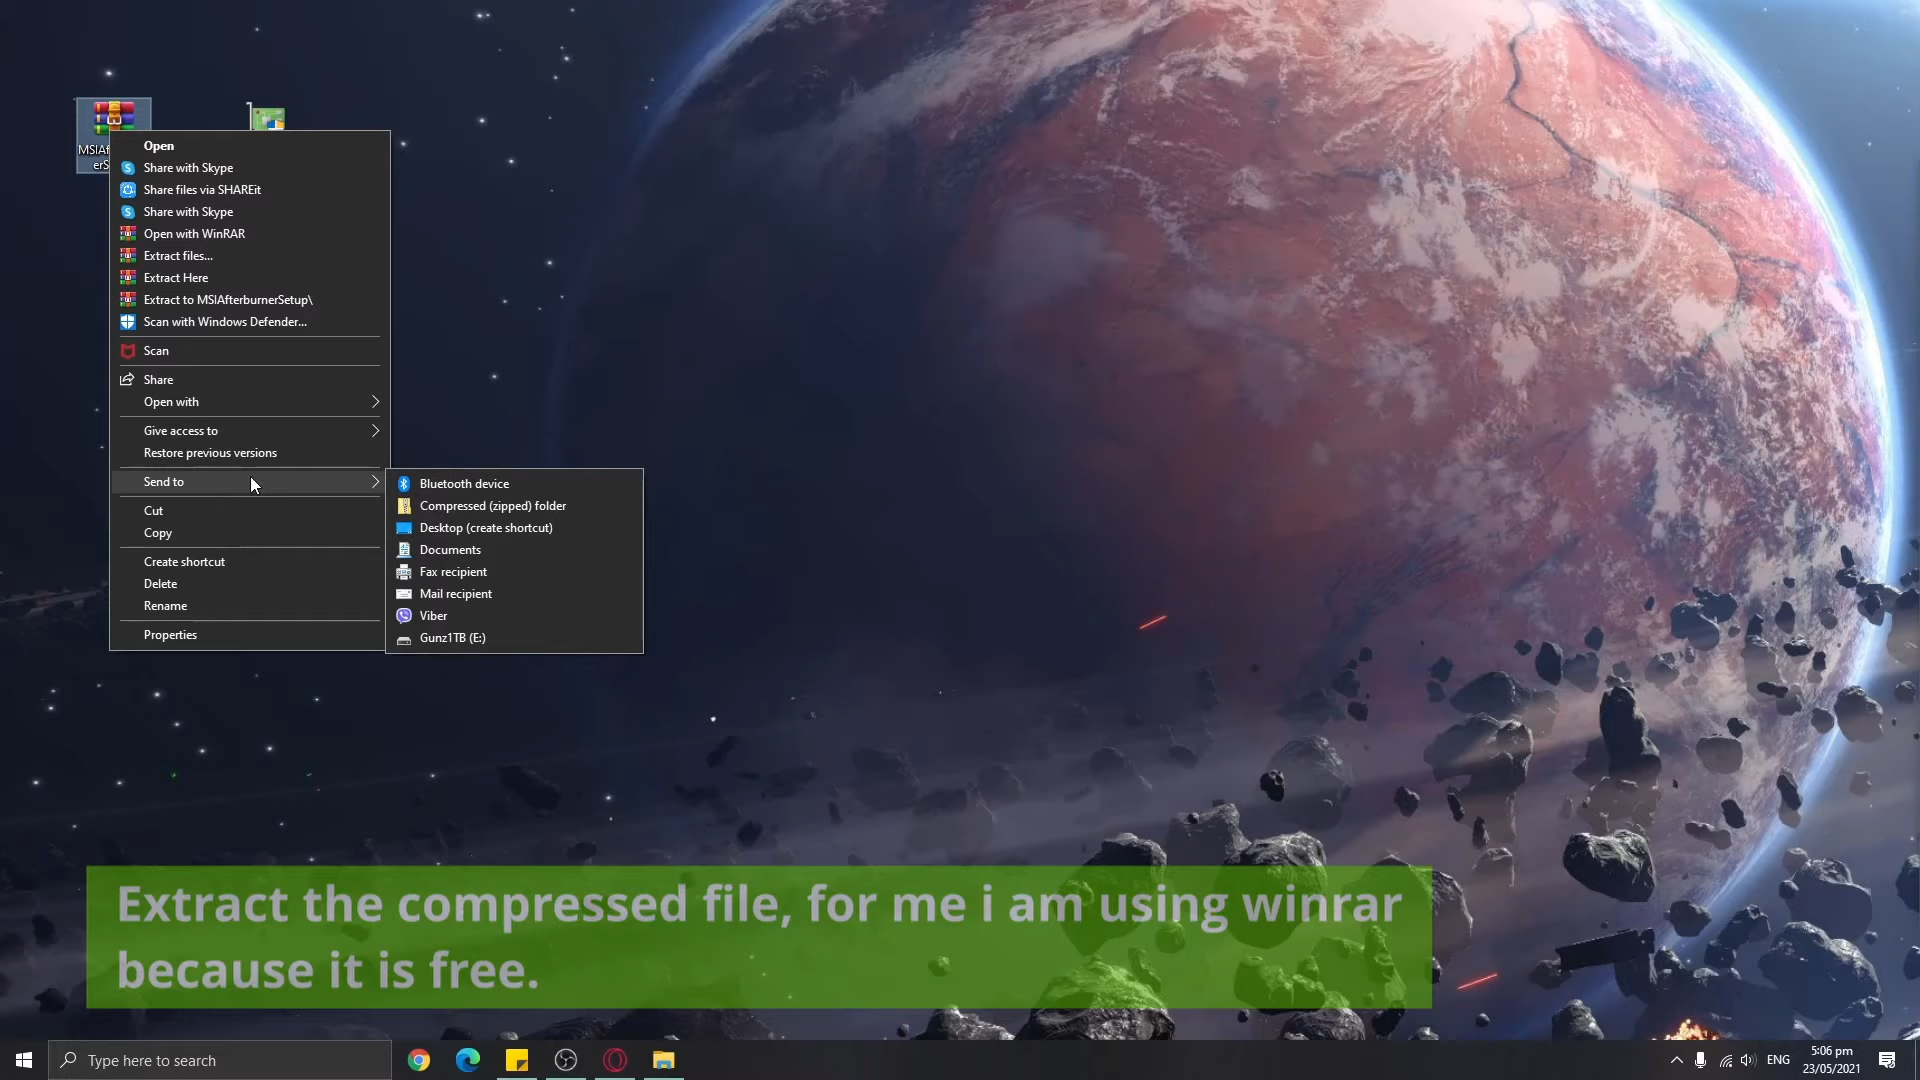 MSIAf
erS
Open
Share with Skype
Share files via SHAREit
Share with Skype
Open with WinRAR
Extract files...
Extract Here
Extract to MSIAfterburnerSetup\
Scan with Windows Defender...
Scan
Share
Open with
Give access to
Restore previous versions
Send to
Cut
Copy
Create shortcut
Delete
Rename
Properties
Bluetooth device
Compressed (zipped) folder
Desktop (create shortcut)
Documents
Fax recipient
Mail recipient
Viber
Gunz1TB (E:)
Extract the compressed file, for me i am using winrar
because it is free.
Type here to search
ENG
5:06 pm
23/05/2021